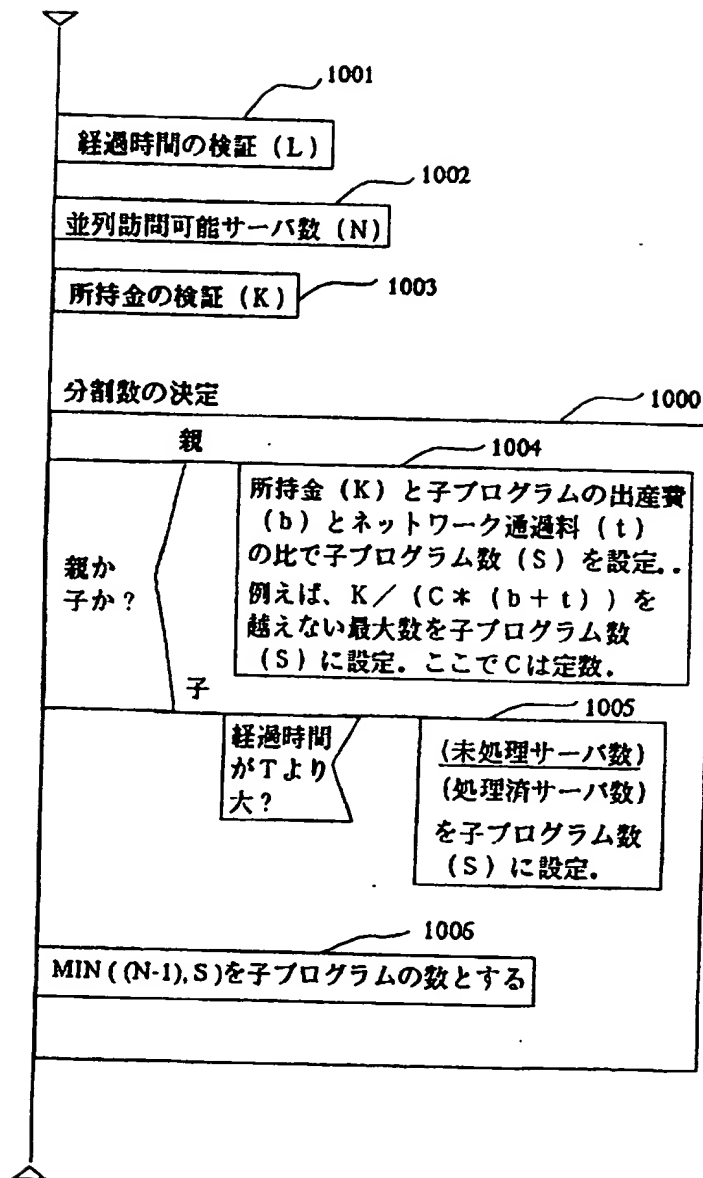 1001
経過時間の検証 (L)
1002
並列訪問可能サーバ数 (N)
所持金の検証 (K)
1003
分割数の決定
1000
親
1004
所持金 (K) と子プログラムの出産費
(b) とネットワーク通過料 (t)
の比で子プログラム数 (S) を設定..
例えば、K/ (C* (b+t)) を
越えない最大数を子プログラム数
(S) に設定. ここでCは定数.
親か
子か?
子
1005
経過時間
がTより
大?
(未処理サーバ数)
(処理済サーバ数)
を子プログラム数
(S) に設定.
1006
MIN ( (N-1), S )を子プログラムの数とする